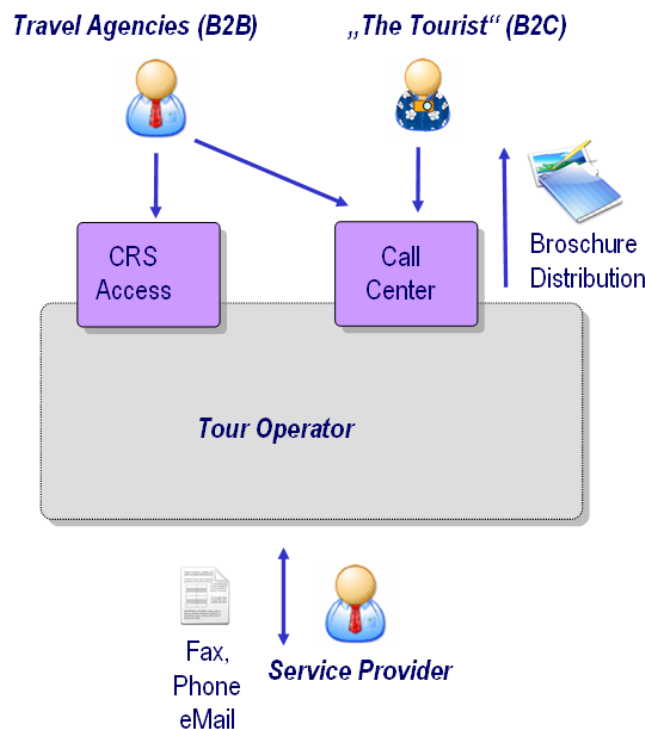 Travel Agencies (B2B)
„The Tourist“ (B2C)
CRS
Access
Call
Center
Broschure
Distribution
Tour Operator
Fax,
Phone
eMail
Service Provider